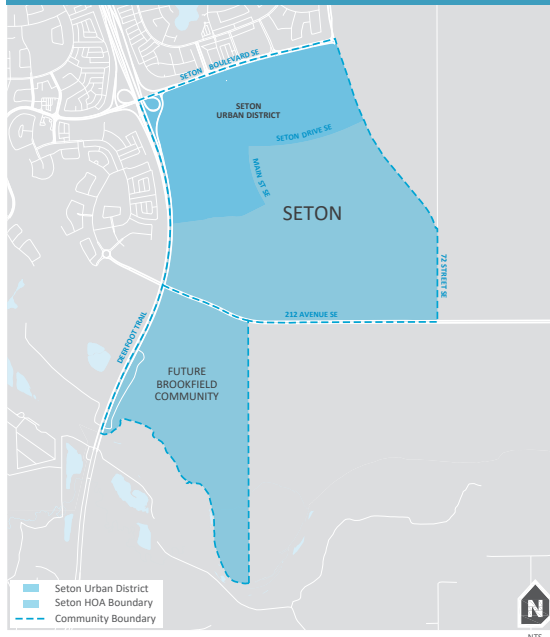 SETON BOULEVARD SE
SETON
URBAN DISTRICT
SETON DRIVE SE
MAIN ST SE
SETON
72 STREET SE
212 AVENUE SE
DEERFOOT TRAIL
FUTURE
BROOKFIELD
COMMUNITY
Seton Urban District
Seton HOA Boundary
Community Boundary
N
NTS